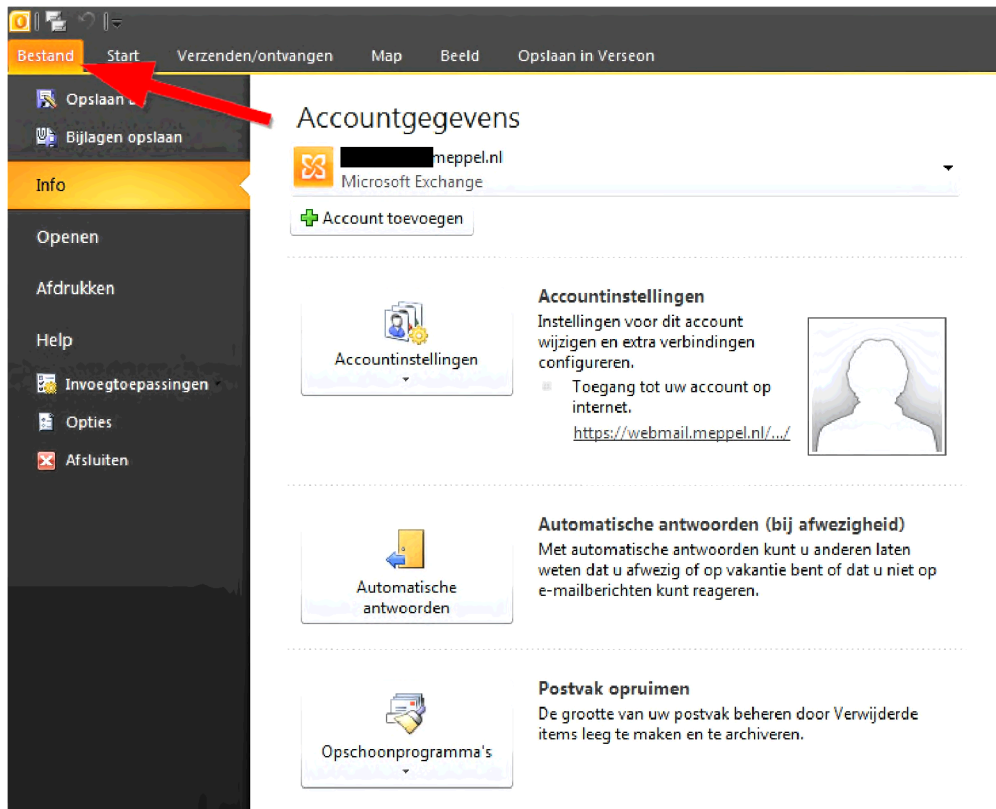 Bestand Start Verzenden/ontvangen Map Beeld Opslaan in Verseon
Opslaan
Bijlagen opslaan
Info
Openen
Afdrukken
Help
Invoegtoepassingen
Opties
Afsluiten
Accountgegevens
meppel.nl
Microsoft Exchange
Account toevoegen
Accountinstellingen
Accountinstellingen
Instellingen voor dit account
wijzigen en extra verbindingen
configureren.
Toegang tot uw account op
internet.
https://webmail.meppel.nl/.../
Automatische
antwoorden
Automatische antwoorden (bij afwezigheid)
Met automatische antwoorden kunt u anderen laten
weten dat u afwezig of op vakantie bent of dat u niet op
e-mailberichten kunt reageren.
Opschoonprogramma's
Postvak opruimen
De grootte van uw postvak beheren door Verwijderde
items leeg te maken en te archiveren.